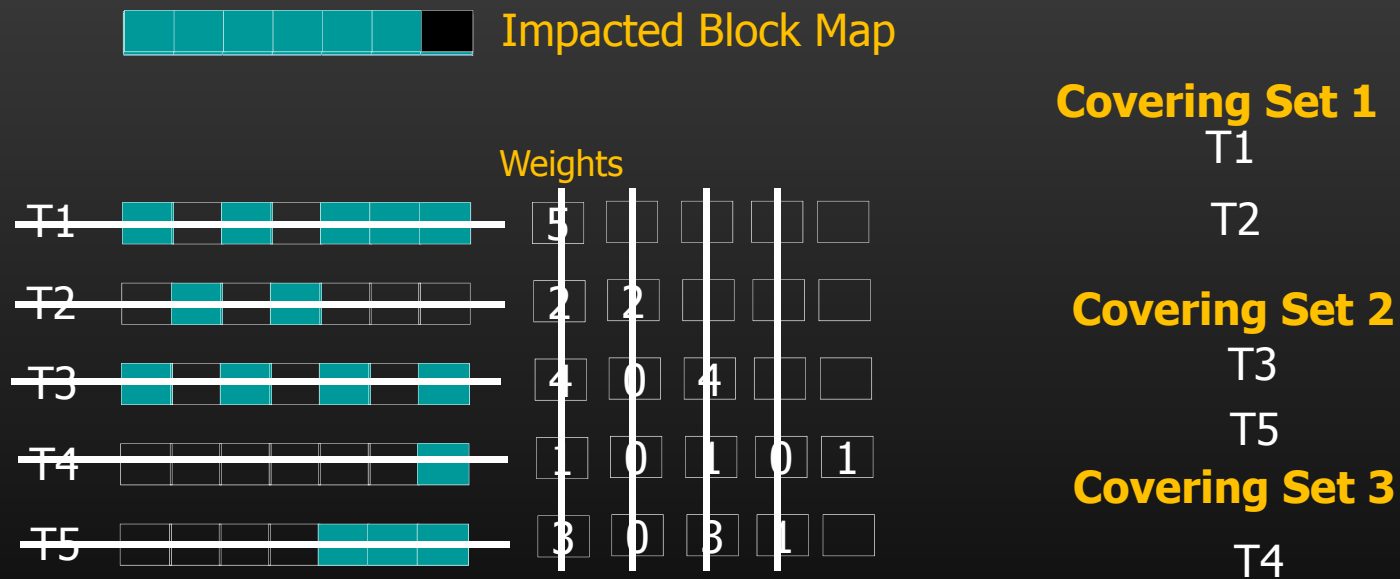 Impacted Block Map
Weights
T1 5
T2 2 2
T3 4 0 4
T4 1 0 1 0 1
T5 3 0 3 1
Covering Set 1
T1
T2
Covering Set 2
T3
T5
Covering Set 3
T4